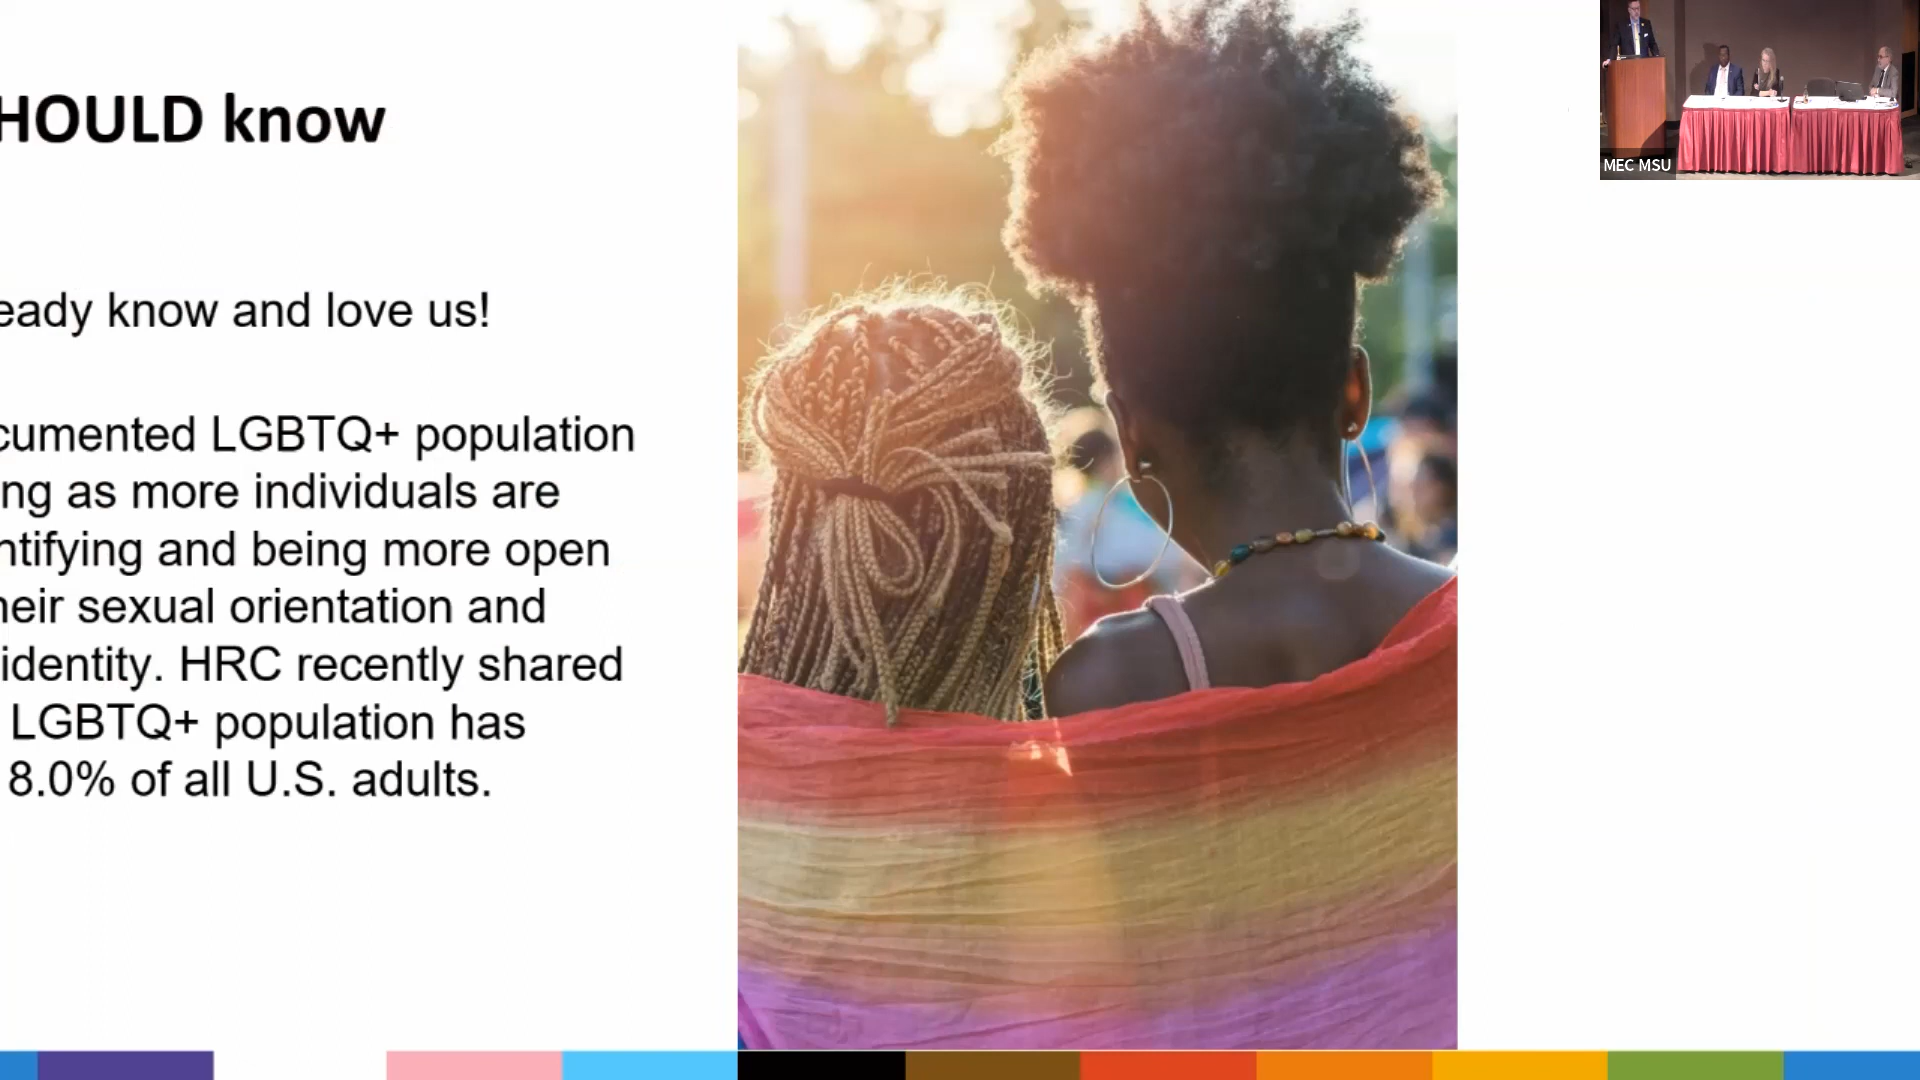 HOULD know
eady know and love us!
cumented LGBTQ+ population
ng as more individuals are
ntifying and being more open
heir sexual orientation and
identity. HRC recently shared
LGBTQ+ population has
8.0% of all U.S. adults.
MEC MSU